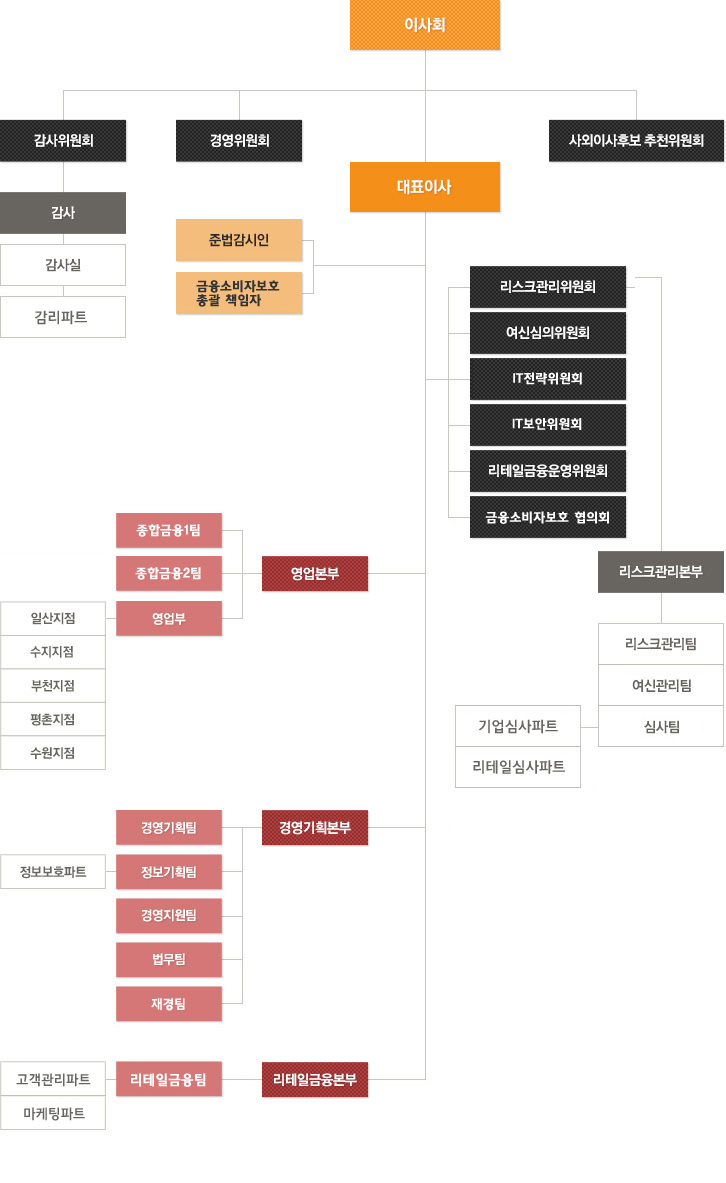 이사회
감사위원회
경영위원회
사외이사후보 추천위원회
대표이사
감사
감사실
감리파트
준법감시인
금융소비자보호
총괄 책임자
리스크관리위원회
여신심의위원회
IT전략위원회
IT보안위원회
리테일금융운영위원회
금융소비자보호 협의회
종합금융1팀
종합금융2팀
영업부
영업본부
일산지점
수지지점
부천지점
평촌지점
수원지점
리스크관리본부
리스크관리팀
여신관리팀
심사팀
기업심사파트
리테일심사파트
경영기획팀
경영기획본부
정보보호파트
정보기획팀
경영지원팀
법무팀
재경팀
고객관리파트
마케팅파트
리테일금융팀
리테일금융본부